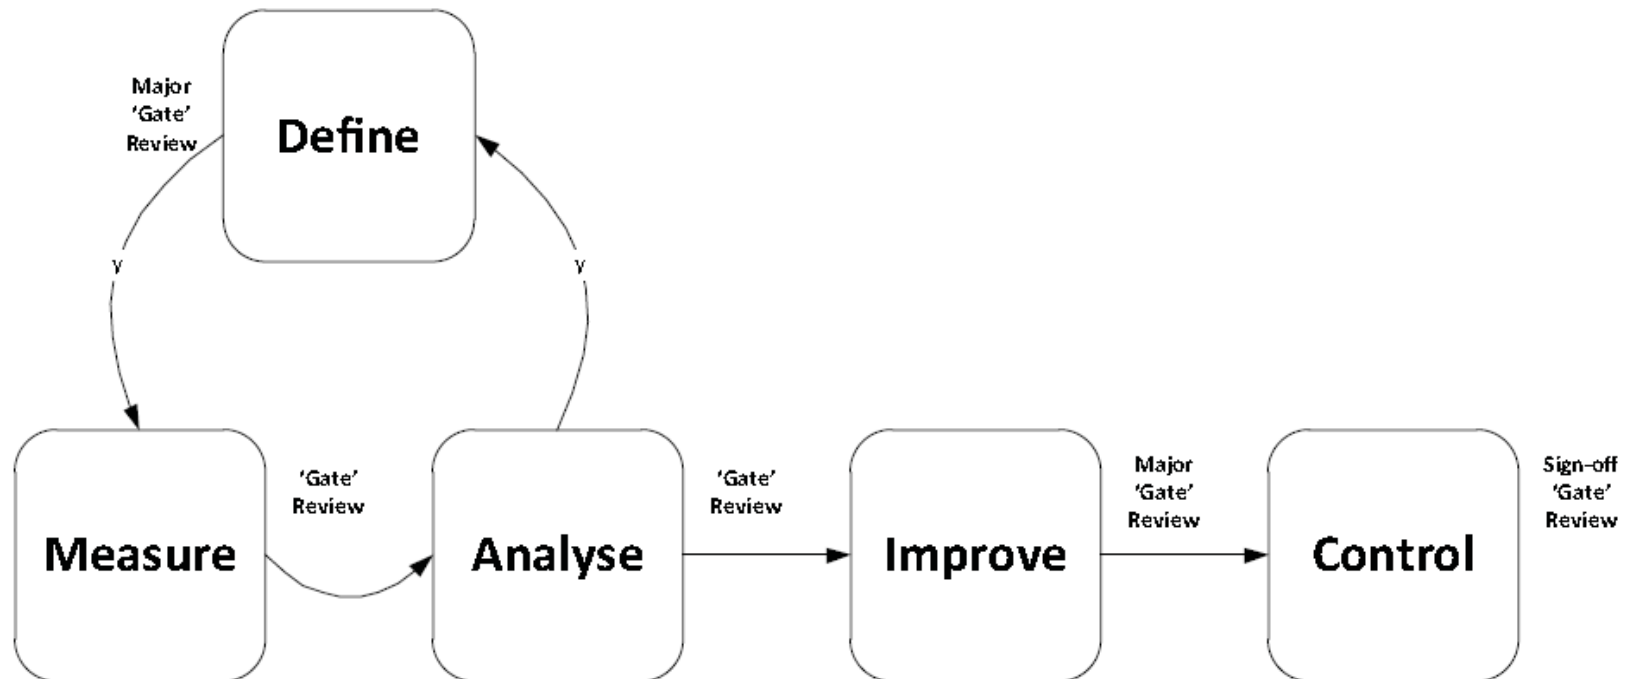 Major
‘Gate’
Review
Define
γ
γ
‘Gate’
Review
‘Gate’
Review
Major
‘Gate’
Review
Sign-off
‘Gate’
Review
Measure
Analyse
Improve
Control